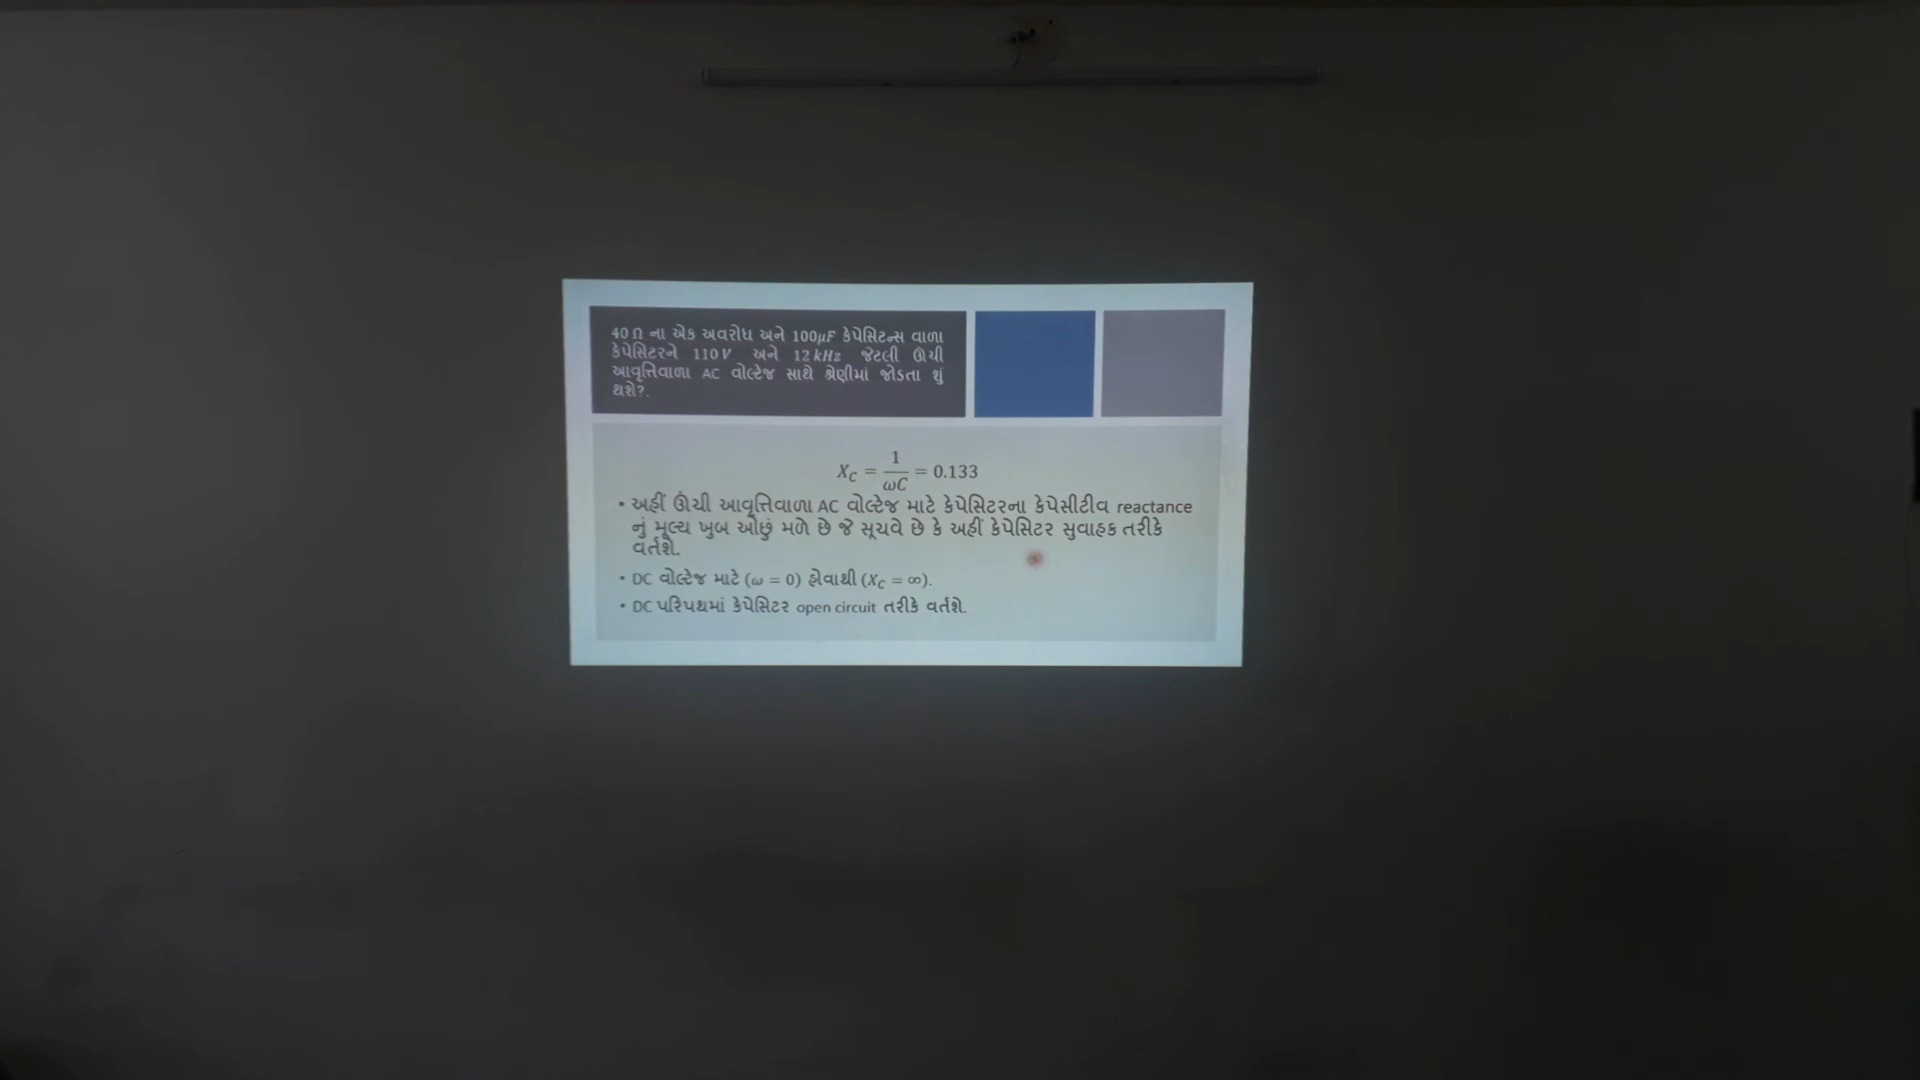 40 Ω ના એક અવરોધ અને 100μF કેપેસિટન્સ વાળા
કેપેસિટરને 110 V અને 12 kHz જેટલી ઊંચી
આવૃત્તિવાળા AC વોલ્ટેજ સાથે શ્રેણીમાં જોડતા શું
થશે?.
X_C = 1/ωC = 0.133
• અહીં ઊંચી આવૃત્તિવાળા AC વોલ્ટેજ માટે કેપેસિટરના કેપેસીટીવ reactance
નું મૂલ્ય ખુબ ઓછું મળે છે જે સૂચવે છે કે અહીં કેપેસિટર સુવાહક તરીકે
વર્તશે.
• DC વોલ્ટેજ માટે (ω = 0) હોવાથી (X_C = ∞).
• DC પરિપથમાં કેપેસિટર open circuit તરીકે વર્તશે.